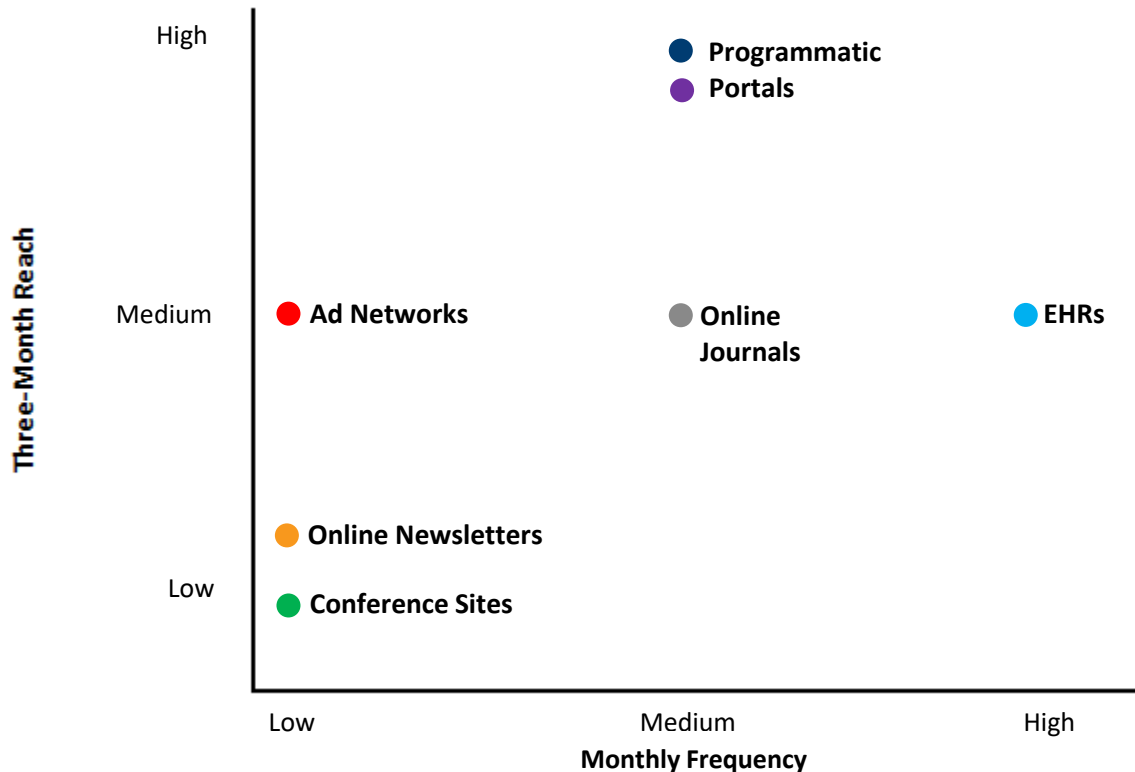 High
Programmatic
Portals
Three-Month Reach
Medium
Ad Networks
Online
Journals
EHRs
Online Newsletters
Low
Conference Sites
Low
Medium
High
Monthly Frequency